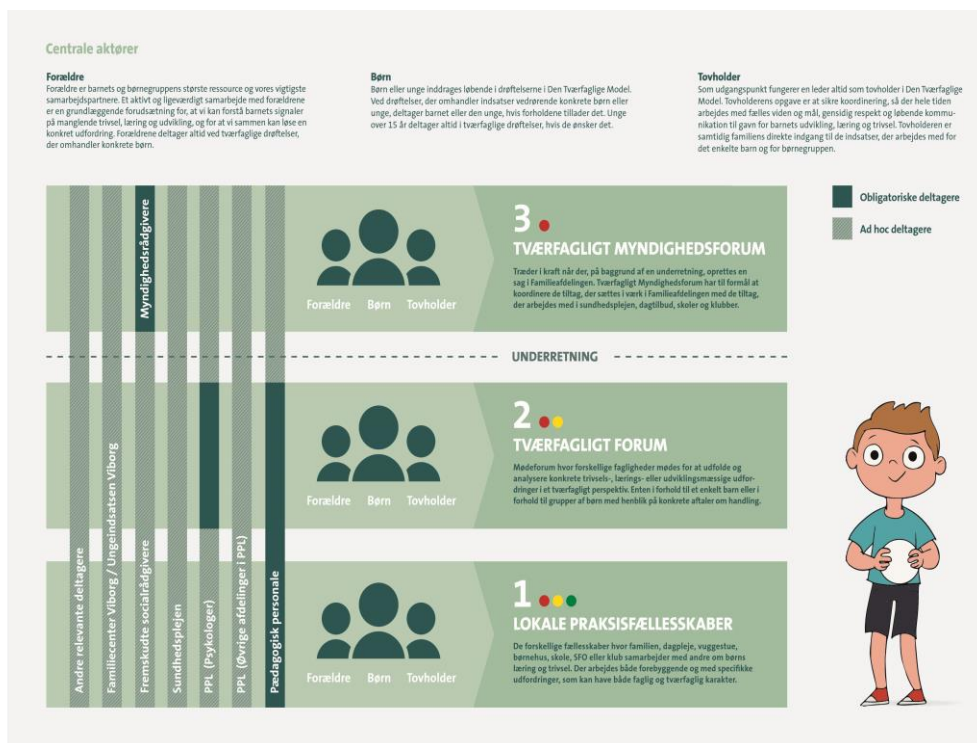 Centrale aktører
Forældre
Forældre er barnets og børnegruppens største ressource og vores vigtigste
samarbejdspartnere. Et aktivt og ligeværdigt samarbejde med forældrene
er en grundlæggende forudsætning for, at vi kan forstå barnets signaler
på manglende trivsel, læring og udvikling, og for at vi sammen kan løse en
konkret udfordring. Forældrene deltager altid ved tværfaglige drøftelser,
der omhandler konkrete børn.
Børn
Børn eller unge inddrages løbende i drøftelserne i Den Tværfaglige Model.
Ved drøftelser, der omhandler indsatser vedrørende konkrete børn eller
unge, deltager barnet eller den unge, hvis forholdene tillader det. Unge
over 15 år deltager altid i tværfaglige drøftelser, hvis de ønsker det.
Tovholder
Som udgangspunkt fungerer en leder altid som tovholder i Den Tværfaglige
Model. Tovholderens opgave er at sikre koordinering, så der hele tiden
arbejdes med fælles viden og mål, gensidig respekt og løbende kommu-
nikation til gavn for barnets udvikling, læring og trivsel. Tovholderen er
samtidig familiens direkte indgang til de indsatser, der arbejdes med for
det enkelte barn og for børnegruppen.
Obligatoriske deltagere
Ad hoc deltagere
Myndighedsrådgivere
Forældre Børn Tovholder
3
TVÆRFAGLIGT MYNDIGHEDSFORUM
Træder i kraft når der, på baggrund af en underretning, oprettes en
sag i Familieafdelingen. Tværfagligt Myndighedsforum har til formål at
koordinere de tiltag, der sættes i værk i Familieafdelingen med de tiltag,
der arbejdes med i sundhedsplejen, dagtilbud, skoler og klubber.
UNDERRETNING
Forældre Børn Tovholder
2
TVÆRFAGLIGT FORUM
Mødeforum hvor forskellige fagligheder mødes for at udfolde og
analysere konkrete trivsels-, lærings- eller udviklingsmæssige udfor-
dringer i et tværfagligt perspektiv. Enten i forhold til et enkelt barn eller i
forhold til grupper af børn med henblik på konkrete aftaler om handling.
Andre relevante deltagere
Familiecenter Viborg / Ungeindsatsen Viborg
Fremskudte socialrådgivere
Sundhedsplejen
PPL (Psykologer)
PPL (Øvrige afdelinger i PPL)
Pædagogisk personale
Forældre Børn Tovholder
1
LOKALE PRAKSISFÆLLESSKABER
De forskellige fællesskaber hvor familien, dagpleje, vuggestue,
børnehus, skole, SFO eller klub samarbejder med andre om børns
læring og trivsel. Der arbejdes både forebyggende og med specifikke
udfordringer, som kan have både faglig og tværfaglig karakter.